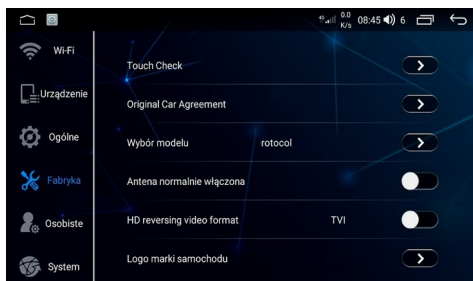 4G 0.0 K/s 08:45 6
Wi-Fi
Urządzenie
Ogólne
Fabryka
Osobiste
System
Touch Check
Original Car Agreement
Wybór modelu rotocol
Antena normalnie włączona
HD reversing video format TVI
Logo marki samochodu